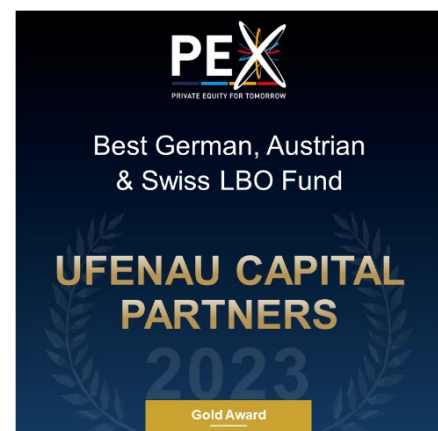 PEX
PRIVATE EQUITY FOR TOMORROW
Best German, Austrian
& Swiss LBO Fund
UFENAU CAPITAL
PARTNERS
2023
Gold Award